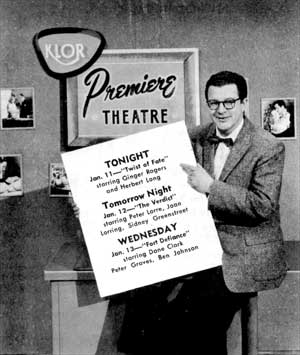 KLOR
Premiere
THEATRE
TONIGHT
Jan. 11—"Twist of Fate"
starring Ginger Rogers
and Herbert Long
Tomorrow Night
Jan. 12—"The Verdict"
starring Peter Lorre, Joan
Lorring, Sidney Greenstreet
WEDNESDAY
Jan. 13—"Fort Defiance"
starring Dane Clark
Peter Graves, Ben Johnson